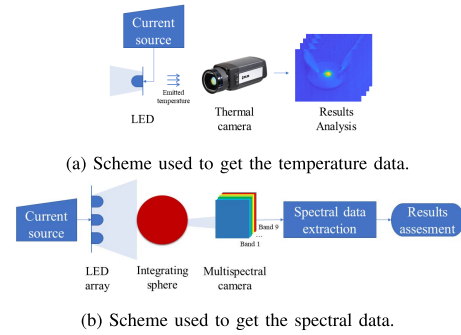 Current
source
Emitted
temperature
LED
Thermal
camera
Results
Analysis
(a) Scheme used to get the temperature data.
Current
source
LED
array
Integrating
sphere
Band 9
...
Band 1
Multispectral
camera
Spectral data
extraction
Results
assesment
(b) Scheme used to get the spectral data.